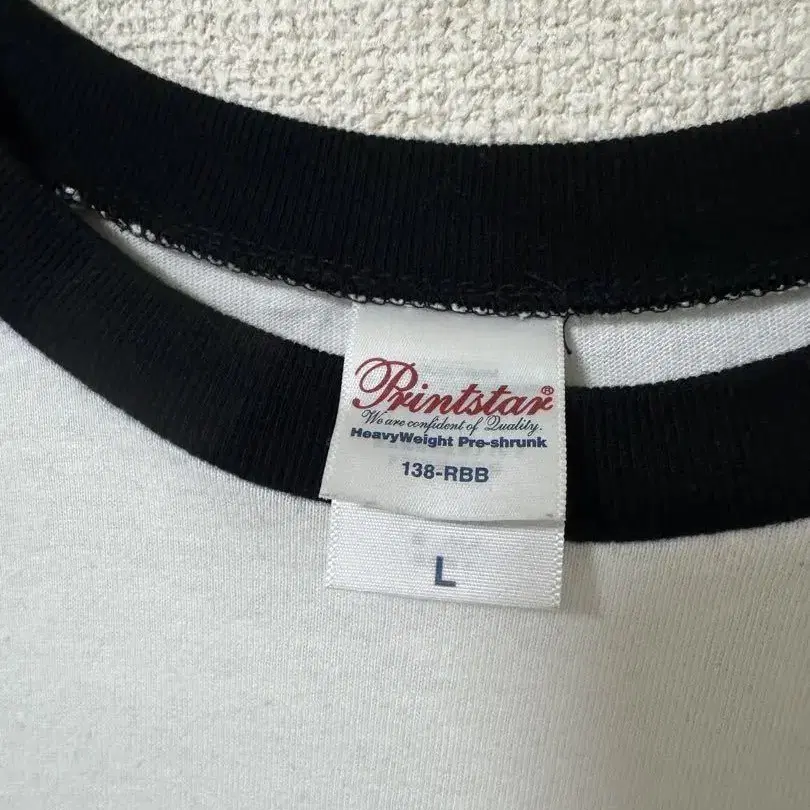 Printstar®
We are confident of Quality.
HeavyWeight Pre-shrunk
138-RBB
L